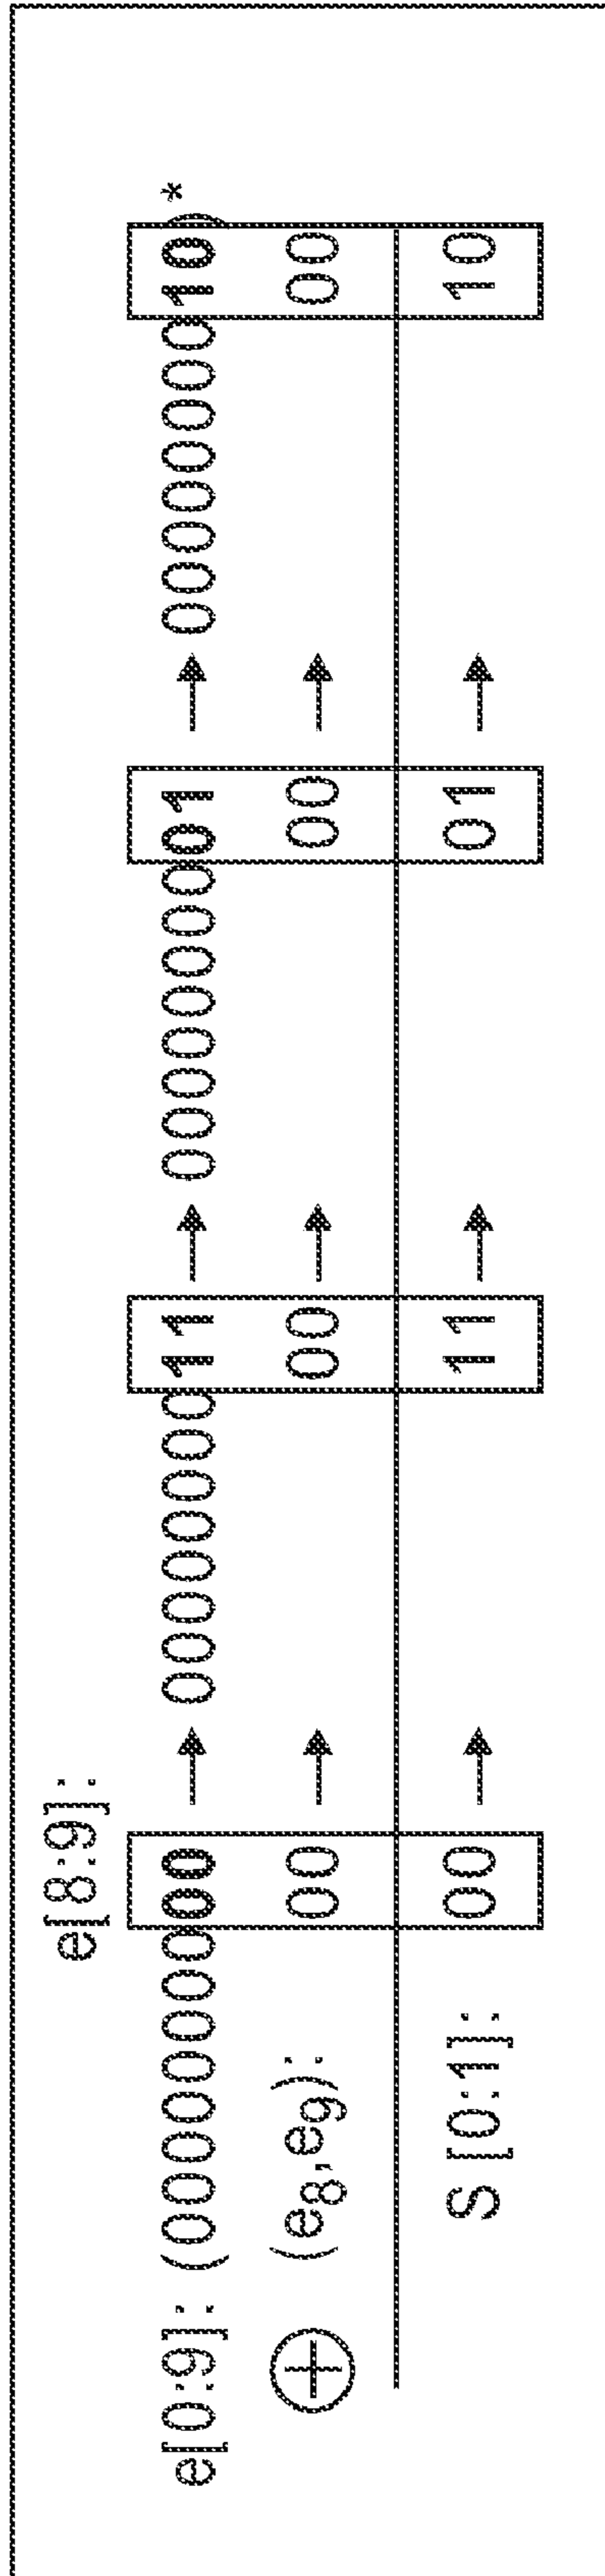 e[8:9]:
e[0:9]: (0000000000 → 0000000011 → 0000000001 → 0000000010)*
⊕ (e₈,e₉): 00 → 00 → 00 → 00
S [0:1]: 00 → 11 → 01 → 10